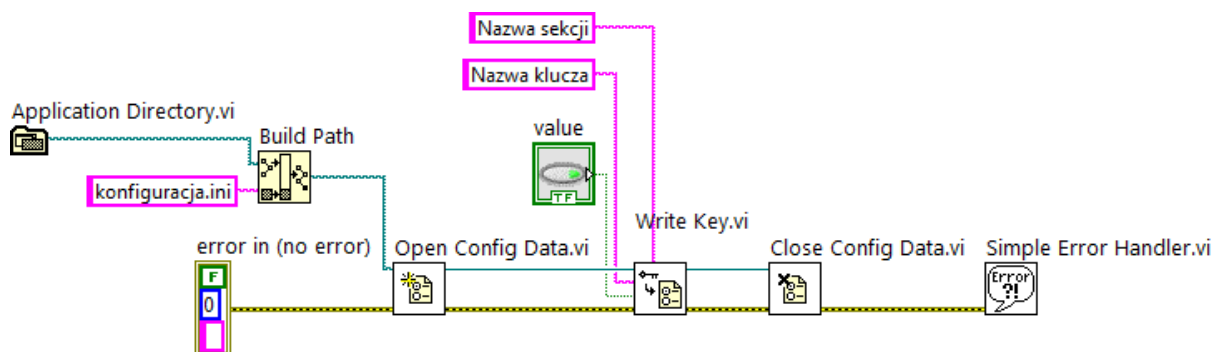 Nazwa sekcji
Nazwa klucza
Application Directory.vi
Build Path
value
konfiguracja.ini
TF
Write Key.vi
error in (no error)
Open Config Data.vi
Close Config Data.vi
Simple Error Handler.vi
F
0
Error
?!